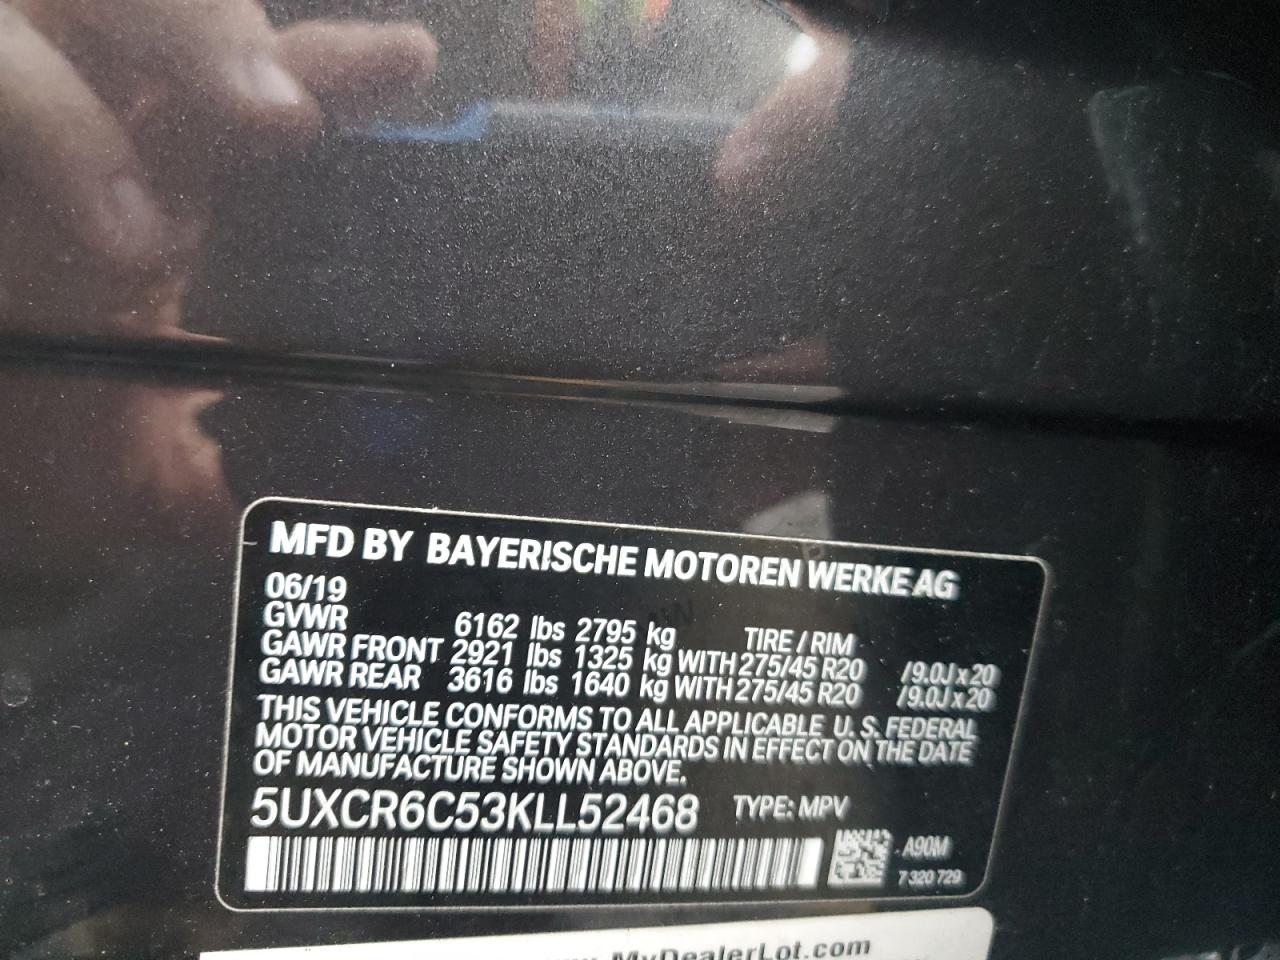 MFD BY BAYERISCHE MOTOREN WERKE AG
06/19
GVWR 6162 lbs 2795 kg TIRE / RIM
GAWR FRONT 2921 lbs 1325 kg WITH 275/45 R20 /9.0J x 20
GAWR REAR 3616 lbs 1640 kg WITH 275/45 R20 /9.0J x 20
THIS VEHICLE CONFORMS TO ALL APPLICABLE U. S. FEDERAL
MOTOR VEHICLE SAFETY STANDARDS IN EFFECT ON THE DATE
OF MANUFACTURE SHOWN ABOVE.
5UXCR6C53KLL52468 TYPE: MPV
A90M
7 320 729
MyDealerLot.com